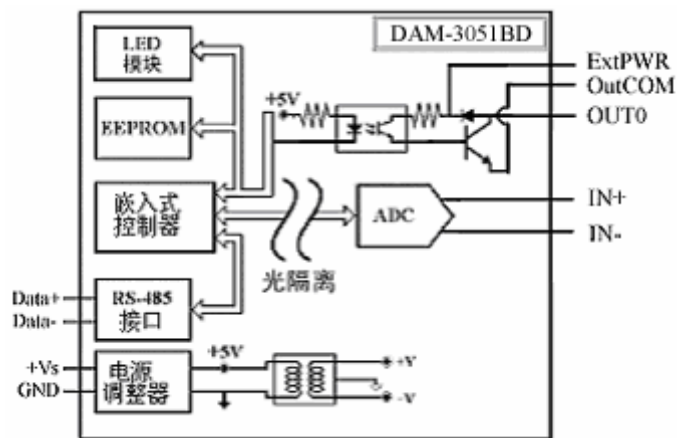 DAM-3051BD
LED
模块
EEPROM
嵌入式
控制器
RS-485
接口
电源
调整器
+5V
ExtPWR
OutCOM
OUT0
ADC
IN+
IN-
光隔离
Data+
Data-
+Vs
GND
+5V
+V
-V